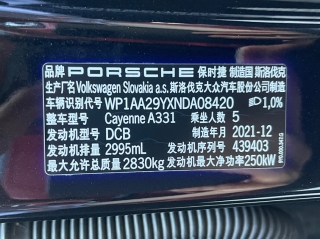 品牌 PORSCHE 保时捷 制造国 斯洛伐克
生产厂名 Volkswagen Slovakia a.s. 斯洛伐克大众汽车股份公司制造
车辆识别代号 WP1AA29YXNDA08420 1,0%
整车型号 Cayenne A331 乘坐人数 5
发动机型号 DCB 制造年月 2021-12
发动机排量 2995mL 发动机序列号 439403
最大允许总质量 2830kg 发动机最大净功率 250kW